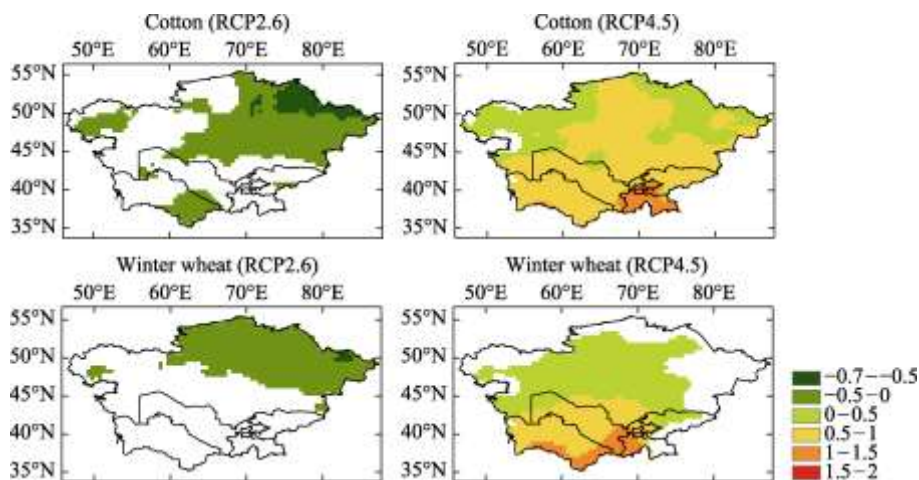 Cotton (RCP2.6)
50°E 60°E 70°E 80°E
55°N
50°N
45°N
40°N
35°N
Cotton (RCP4.5)
50°E 60°E 70°E 80°E
55°N
50°N
45°N
40°N
35°N
Winter wheat (RCP2.6)
50°E 60°E 70°E 80°E
55°N
50°N
45°N
40°N
35°N
Winter wheat (RCP4.5)
50°E 60°E 70°E 80°E
55°N
50°N
45°N
40°N
35°N
−0.7−−0.5
−0.5−0
0−0.5
0.5−1
1−1.5
1.5−2